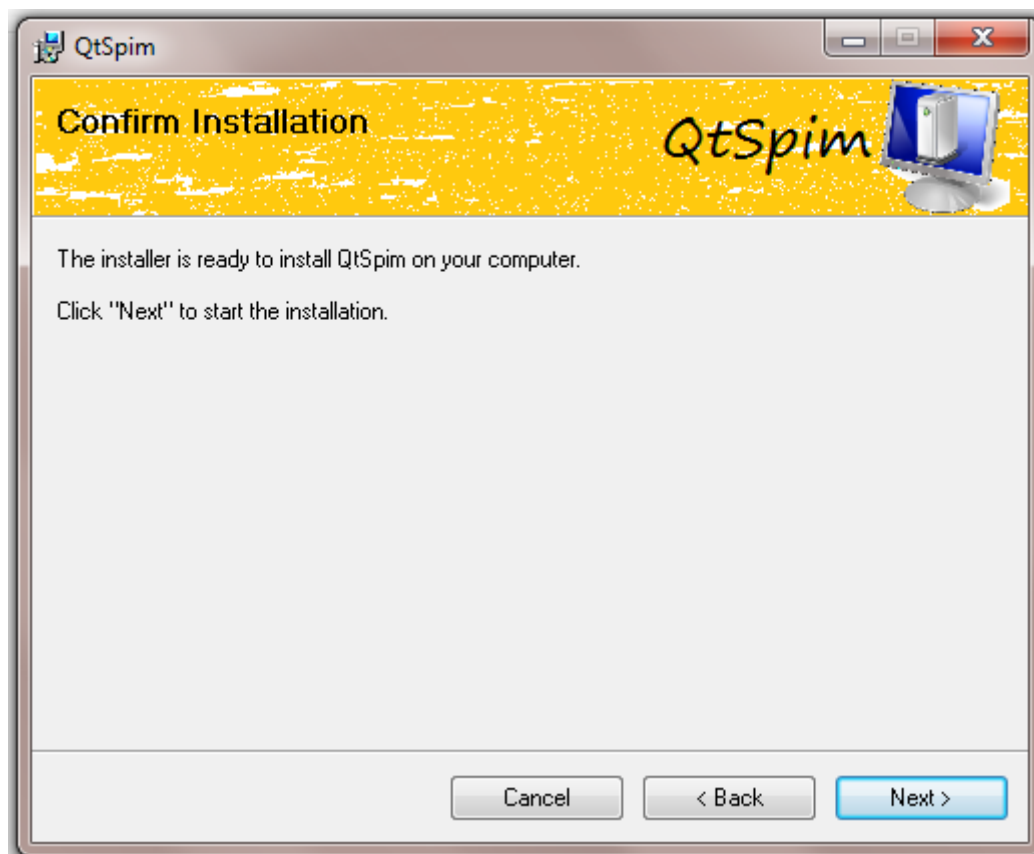 QtSpim
Confirm Installation
QtSpim
The installer is ready to install QtSpim on your computer.
Click "Next" to start the installation.
Cancel
< Back
Next >